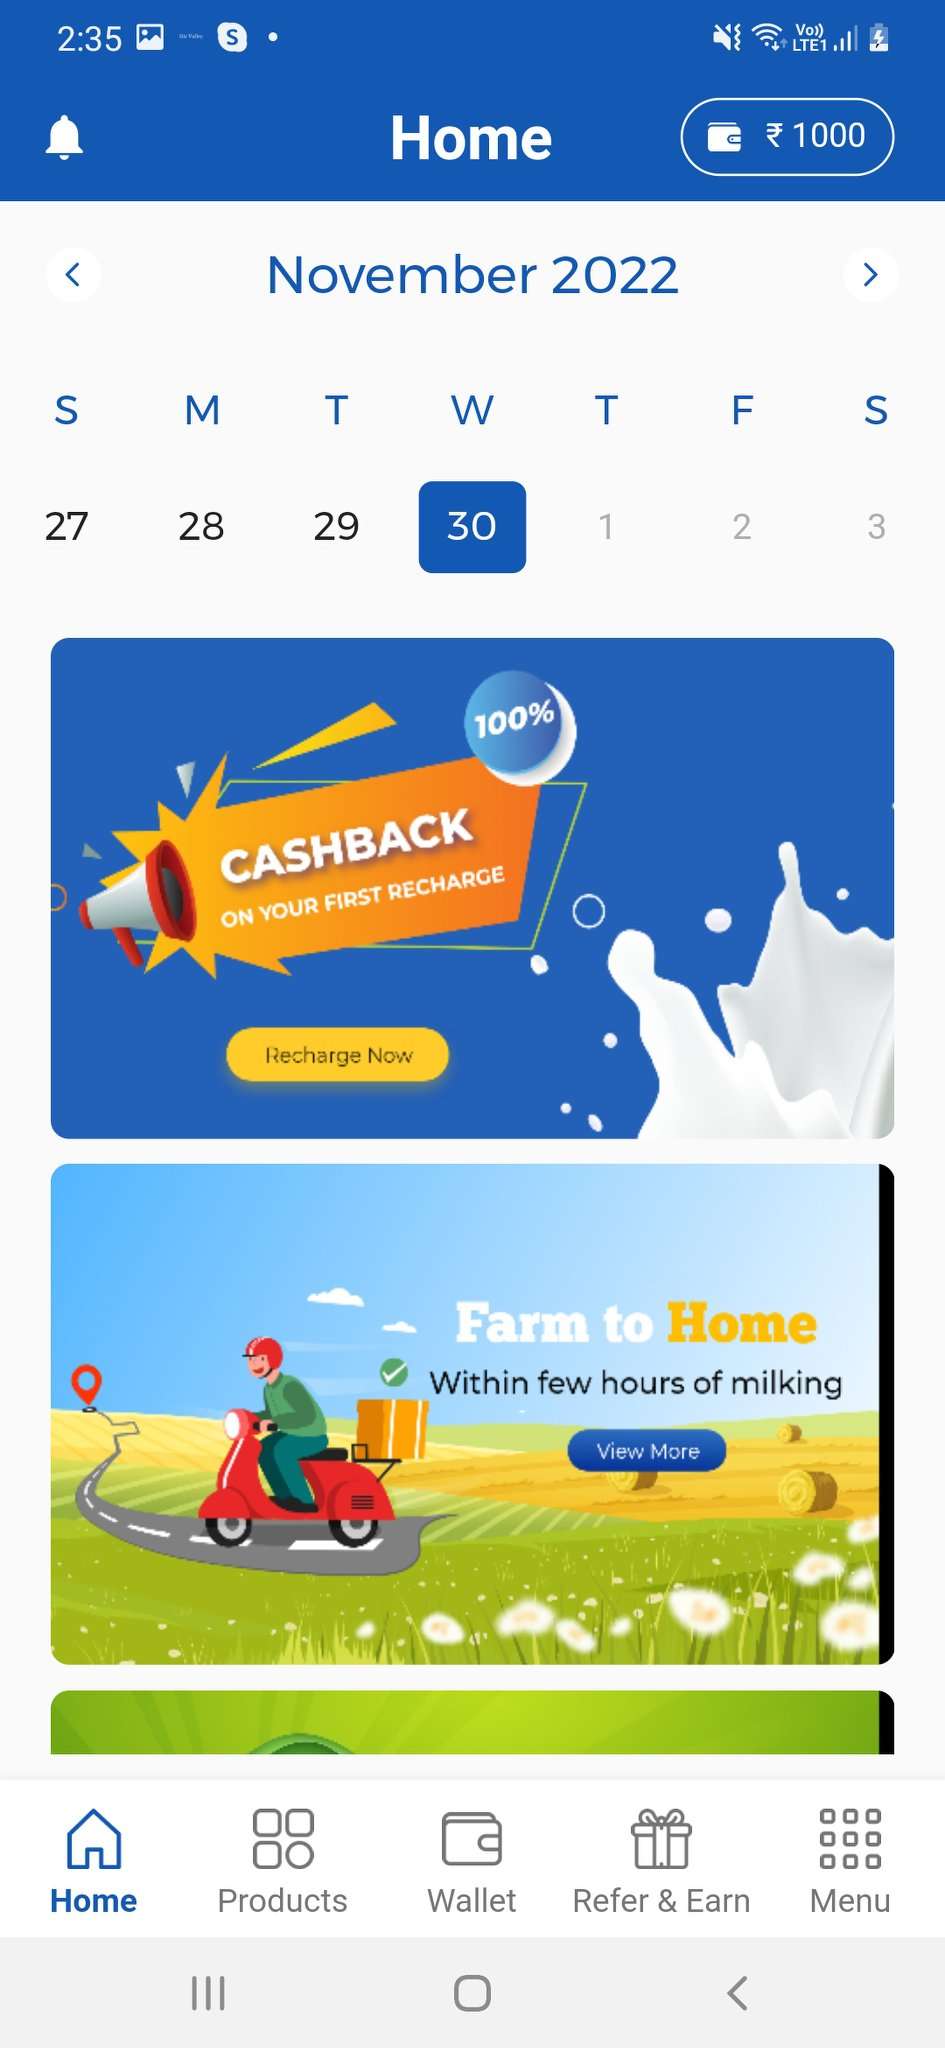 2:35
Vo)) LTE1
Home
₹ 1000
November 2022
S M T W T F S
27 28 29 30 1 2 3
100%
CASHBACK
ON YOUR FIRST RECHARGE
Recharge Now
Farm to Home
Within few hours of milking
View More
Home Products Wallet Refer & Earn Menu